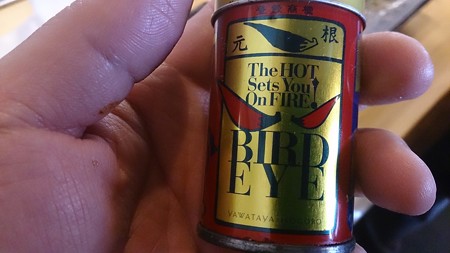 元 根
The HOT
Sets You
On FIRE!
BIRD
EYE